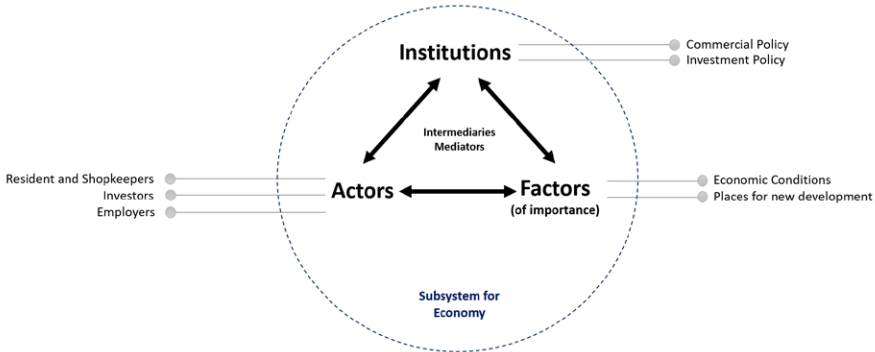 Institutions
Commercial Policy
Investment Policy
Intermediaries
Mediators
Resident and Shopkeepers
Investors
Employers
Actors
Factors
(of importance)
Economic Conditions
Places for new development
Subsystem for
Economy